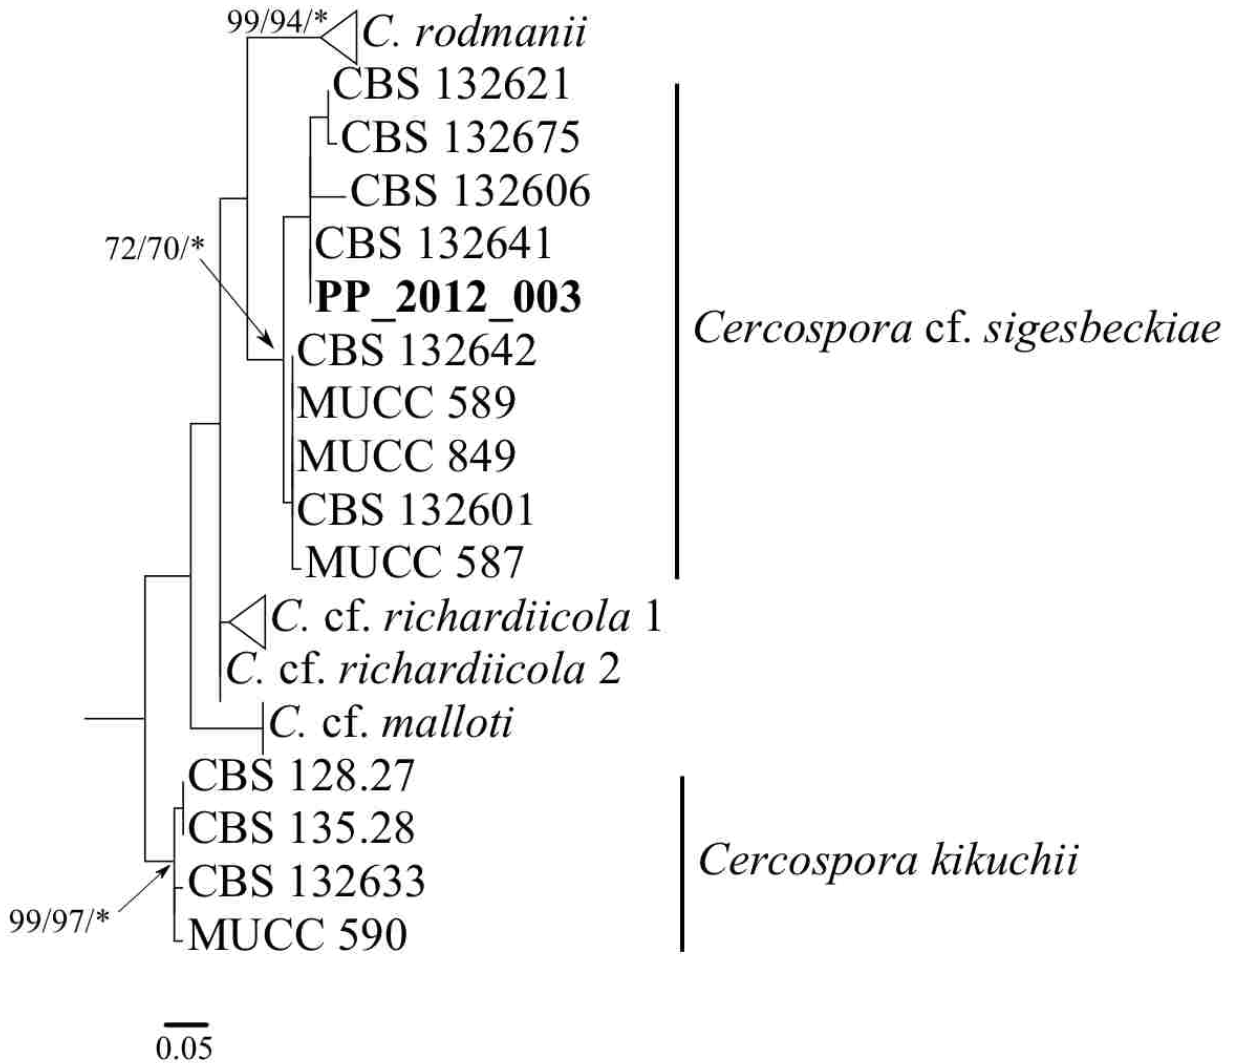 99/94/*
C. rodmanii
CBS 132621
CBS 132675
CBS 132606
72/70/*
CBS 132641
PP_2012_003
Cercospora cf. sigesbeckiae
CBS 132642
MUCC 589
MUCC 849
CBS 132601
MUCC 587
C. cf. richardiicola 1
C. cf. richardiicola 2
C. cf. malloti
CBS 128.27
CBS 135.28
Cercospora kikuchii
CBS 132633
99/97/*
MUCC 590
0.05